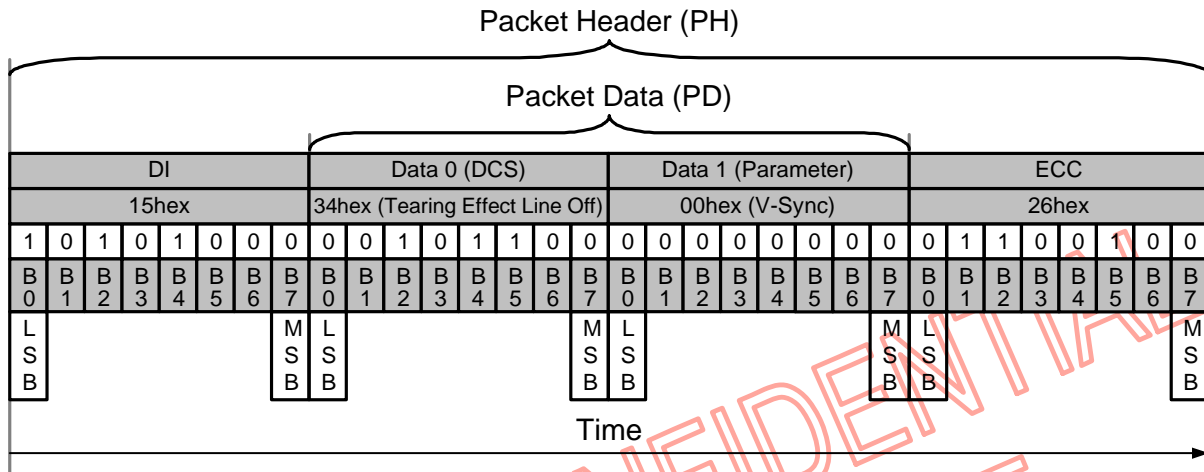 Packet Header (PH)
Packet Data (PD)
DI Data 0 (DCS) Data 1 (Parameter) ECC
15hex 34hex (Tearing Effect Line Off) 00hex (V-Sync) 26hex
1 0 1 0 1 0 0 0 0 0 1 0 1 1 0 0 0 0 0 0 0 0 0 0 0 1 1 0 0 1 0 0
B0 B1 B2 B3 B4 B5 B6 B7 B0 B1 B2 B3 B4 B5 B6 B7 B0 B1 B2 B3 B4 B5 B6 B7 B0 B1 B2 B3 B4 B5 B6 B7
LSB MSB LSB MSB LSB MSB LSB MSB
Time